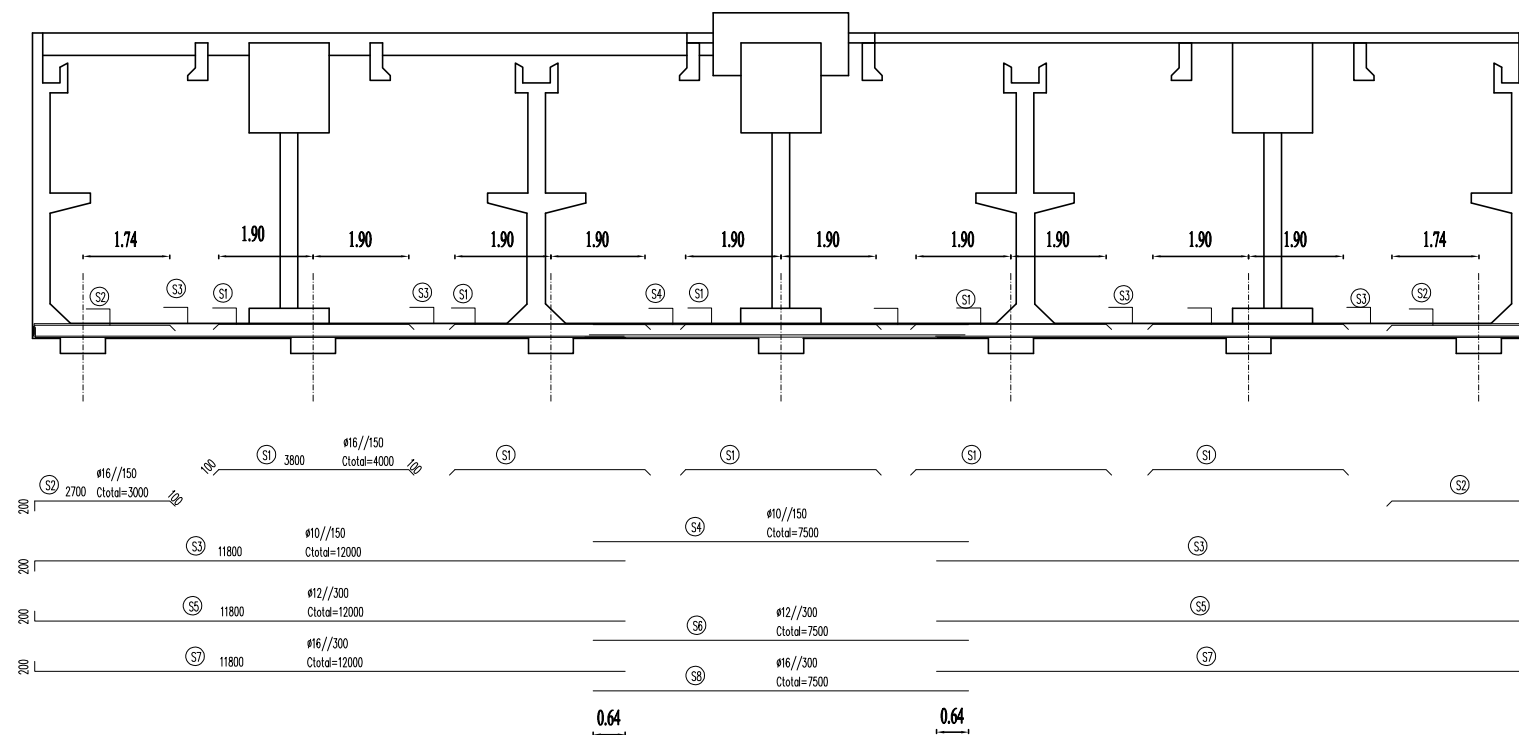 1.74 1.90 1.90 1.90 1.90 1.90 1.90 1.90 1.90 1.90 1.90 1.74
S2 S3 S1 S3 S1 S4 S1 S1 S3 S3 S2
S1 3800 ø16//150 Ctotal=4000 100 100
S1
S1
S1
S1
S2 2700 ø16//150 Ctotal=3000 100 200
S2
S4 ø10//150
Ctotal=7500
S3 11800 ø10//150
Ctotal=12000
200
S3
S5 11800 ø12//300
Ctotal=12000
200
S5
S6 ø12//300
Ctotal=7500
S7 11800 ø16//300
Ctotal=12000
200
S7
S8 ø16//300
Ctotal=7500
0.64 0.64